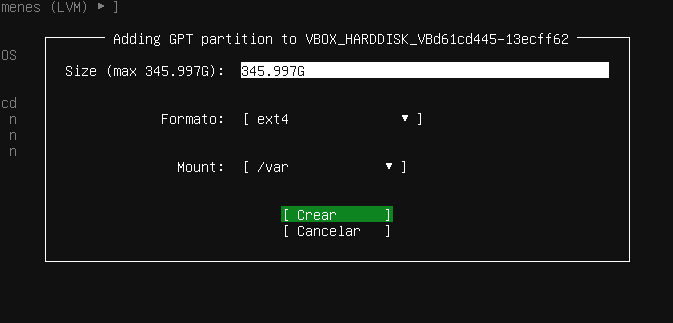 menes (LVM) ▸ ]
Adding GPT partition to VBOX_HARDDISK_VBd61cd445-13ecff62
OS
Size (max 345.997G): 345.997G
cd
n
Formato: [ ext4 ▾ ]
n
n
Mount: [ /var ▾ ]
[ Crear ]
[ Cancelar ]